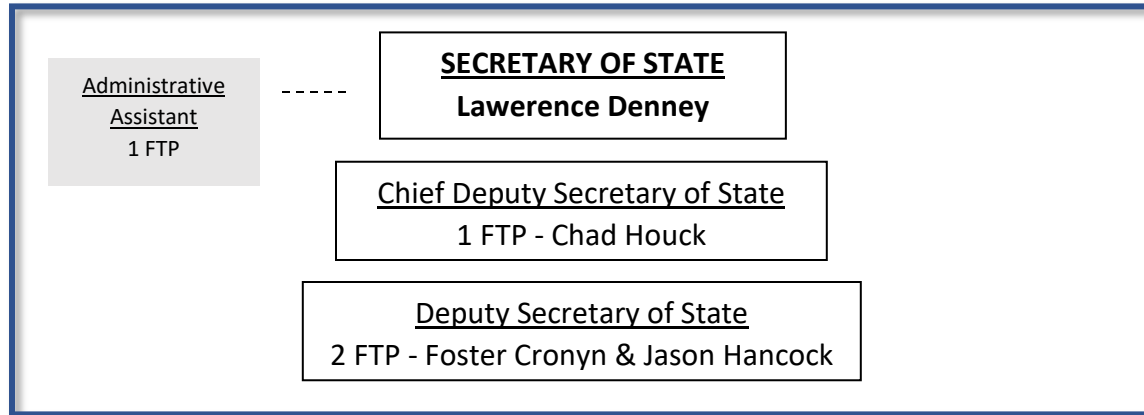 SECRETARY OF STATE
Lawerence Denney
Administrative
Assistant
1 FTP
Chief Deputy Secretary of State
1 FTP - Chad Houck
Deputy Secretary of State
2 FTP - Foster Cronyn & Jason Hancock